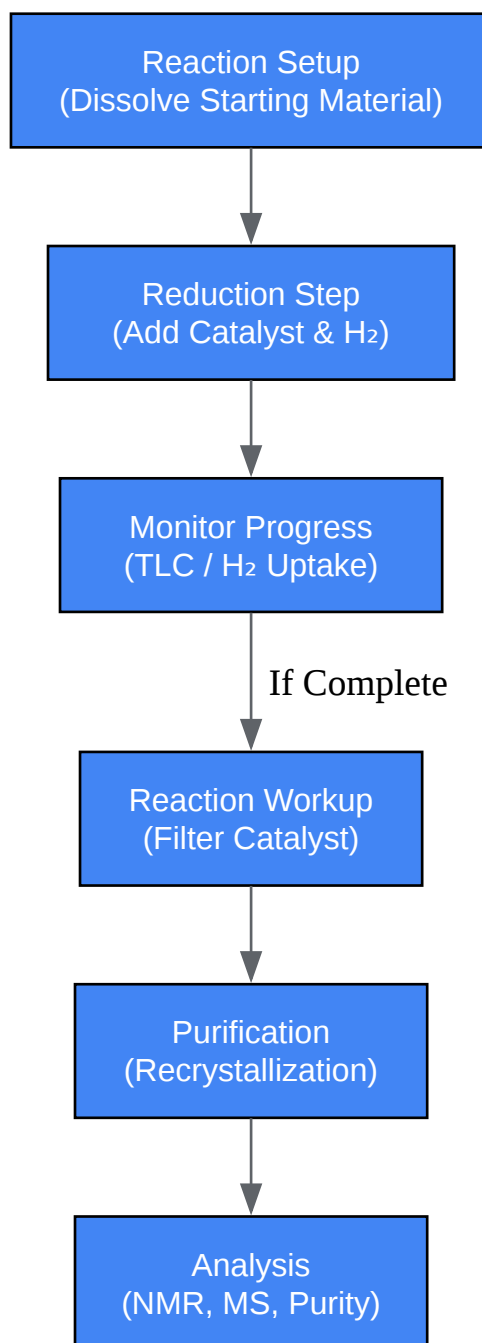 Reaction Setup
(Dissolve Starting Material)
Reduction Step
(Add Catalyst & H₂)
Monitor Progress
(TLC / H₂ Uptake)
If Complete
Reaction Workup
(Filter Catalyst)
Purification
(Recrystallization)
Analysis
(NMR, MS, Purity)